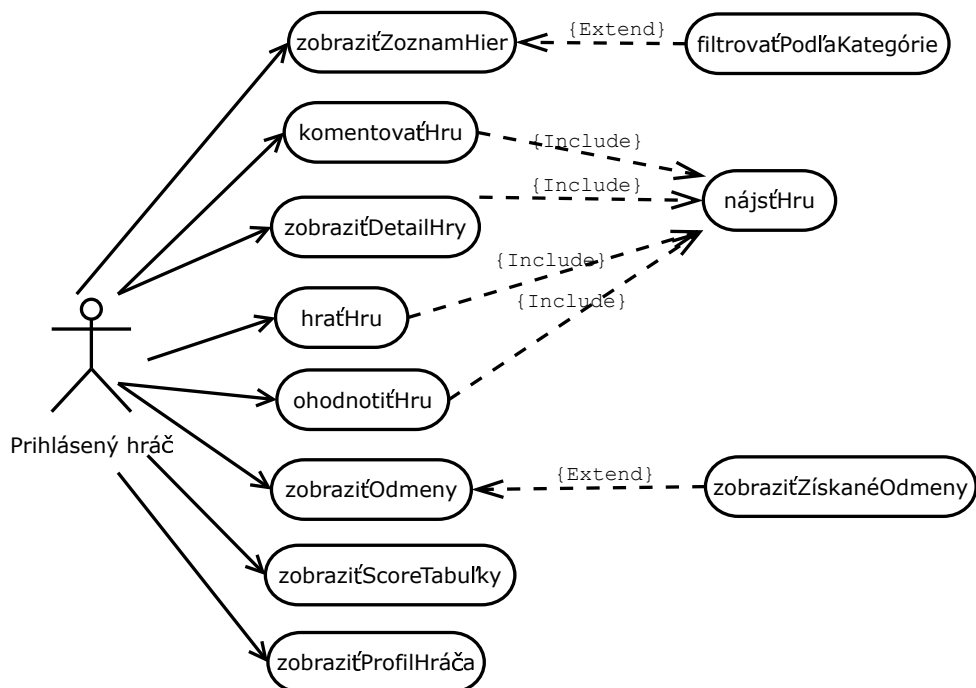 zobraziťZoznamHier
{Extend}
filtrovaťPodľaKategórie
komentovaťHru
{Include}
zobraziťDetailHry
{Include}
nájsťHru
hraťHru
{Include}
{Include}
ohodnotiťHru
Prihlásený hráč
zobraziťOdmeny
{Extend}
zobraziťZískanéOdmeny
zobraziťScoreTabuľky
zobraziťProfilHráča